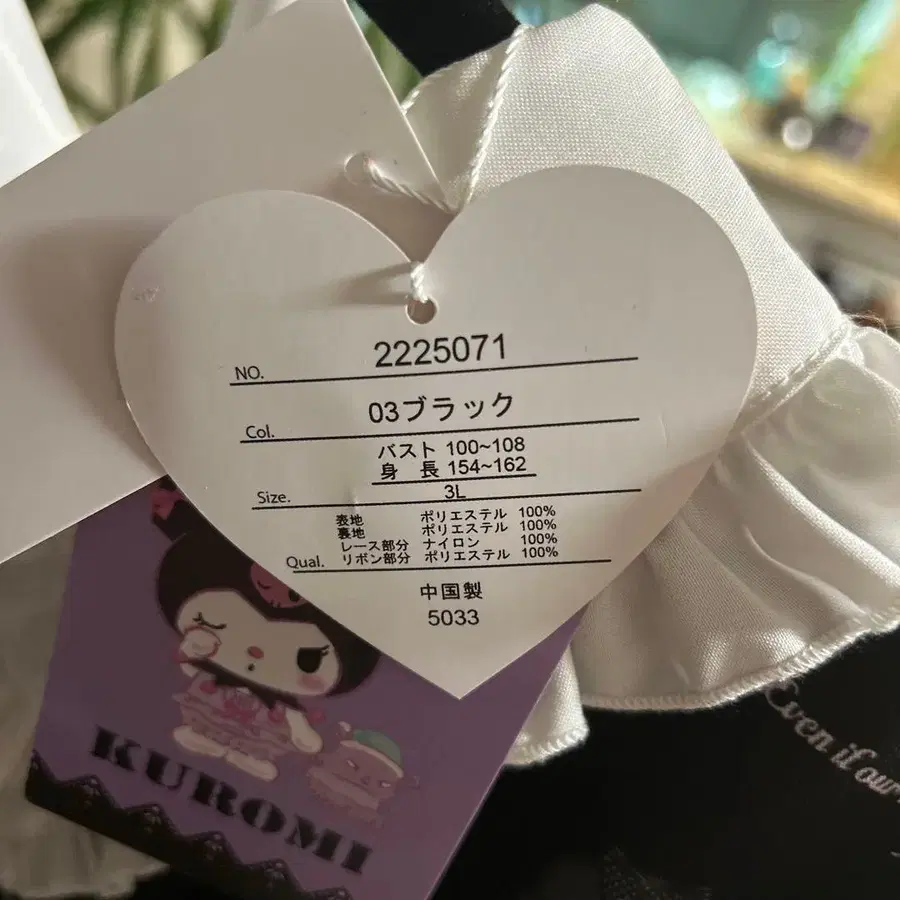 NO. 2225071
Col. 03ブラック
バスト 100~108
身 長 154~162
Size. 3L
表地 ポリエステル 100%
裏地 ポリエステル 100%
レース部分 ナイロン 100%
Qual. リボン部分 ポリエステル 100%
中国製
5033
KUROMI
Even if our